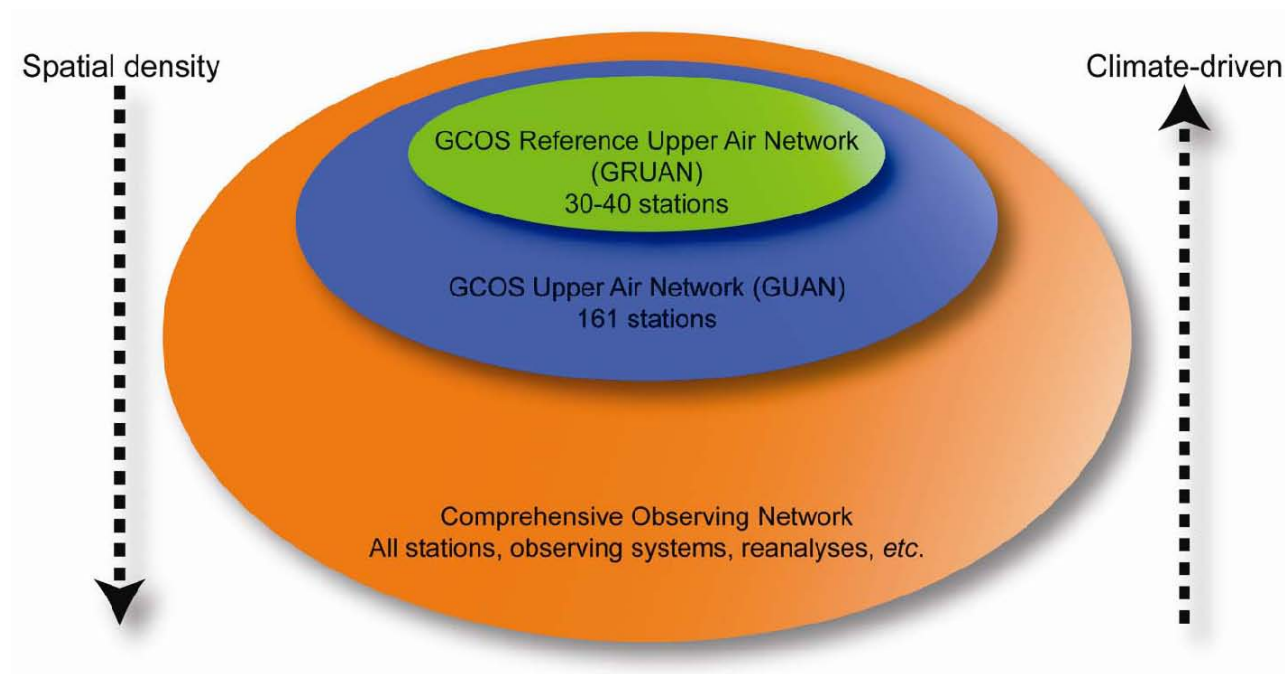 Spatial density
Climate-driven
GCOS Reference Upper Air Network
(GRUAN)
30-40 stations
GCOS Upper Air Network (GUAN)
161 stations
Comprehensive Observing Network
All stations, observing systems, reanalyses, etc.